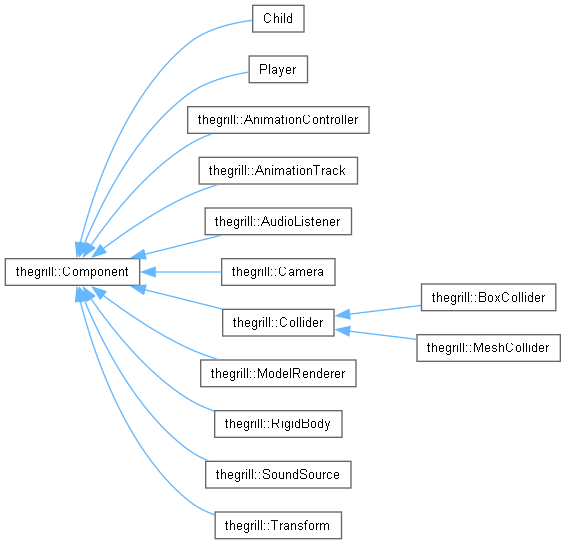 Child
Player
thegrill::AnimationController
thegrill::AnimationTrack
thegrill::AudioListener
thegrill::Component
thegrill::Camera
thegrill::BoxCollider
thegrill::Collider
thegrill::MeshCollider
thegrill::ModelRenderer
thegrill::RigidBody
thegrill::SoundSource
thegrill::Transform